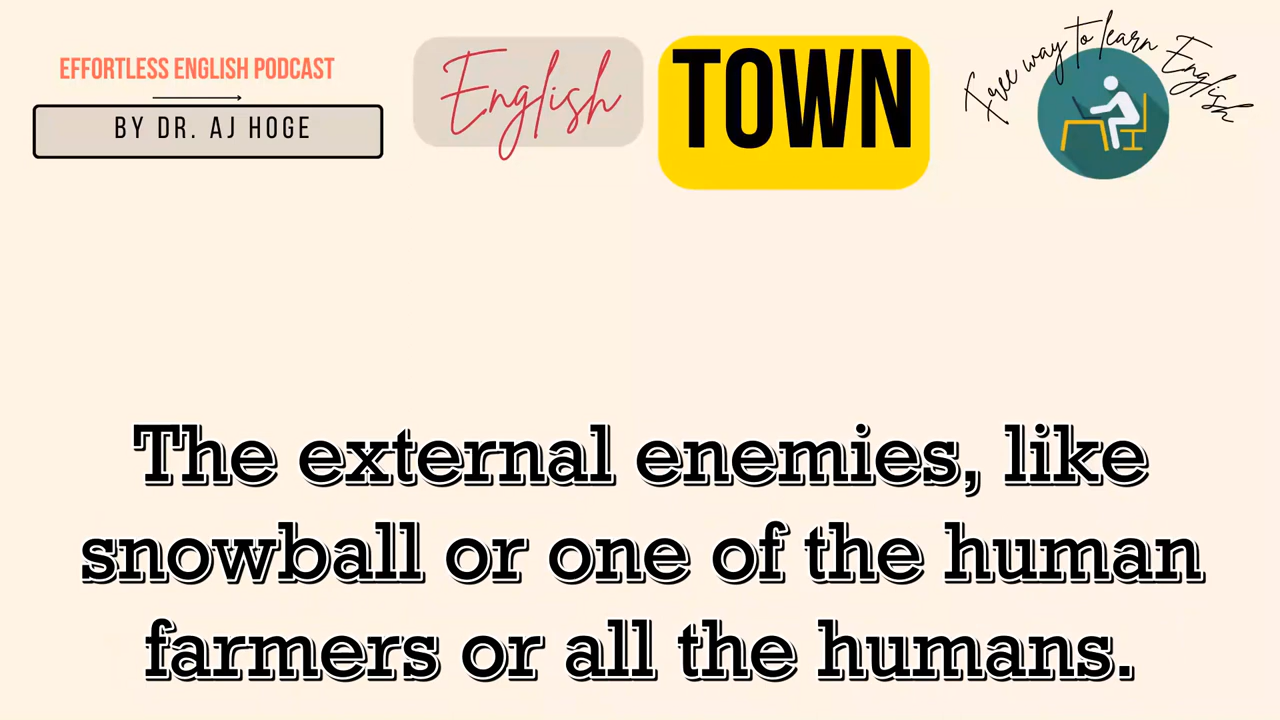 EFFORTLESS ENGLISH PODCAST
BY DR. AJ HOGE
English
TOWN
Free way to learn English
The external enemies, like
snowball or one of the human
farmers or all the humans.